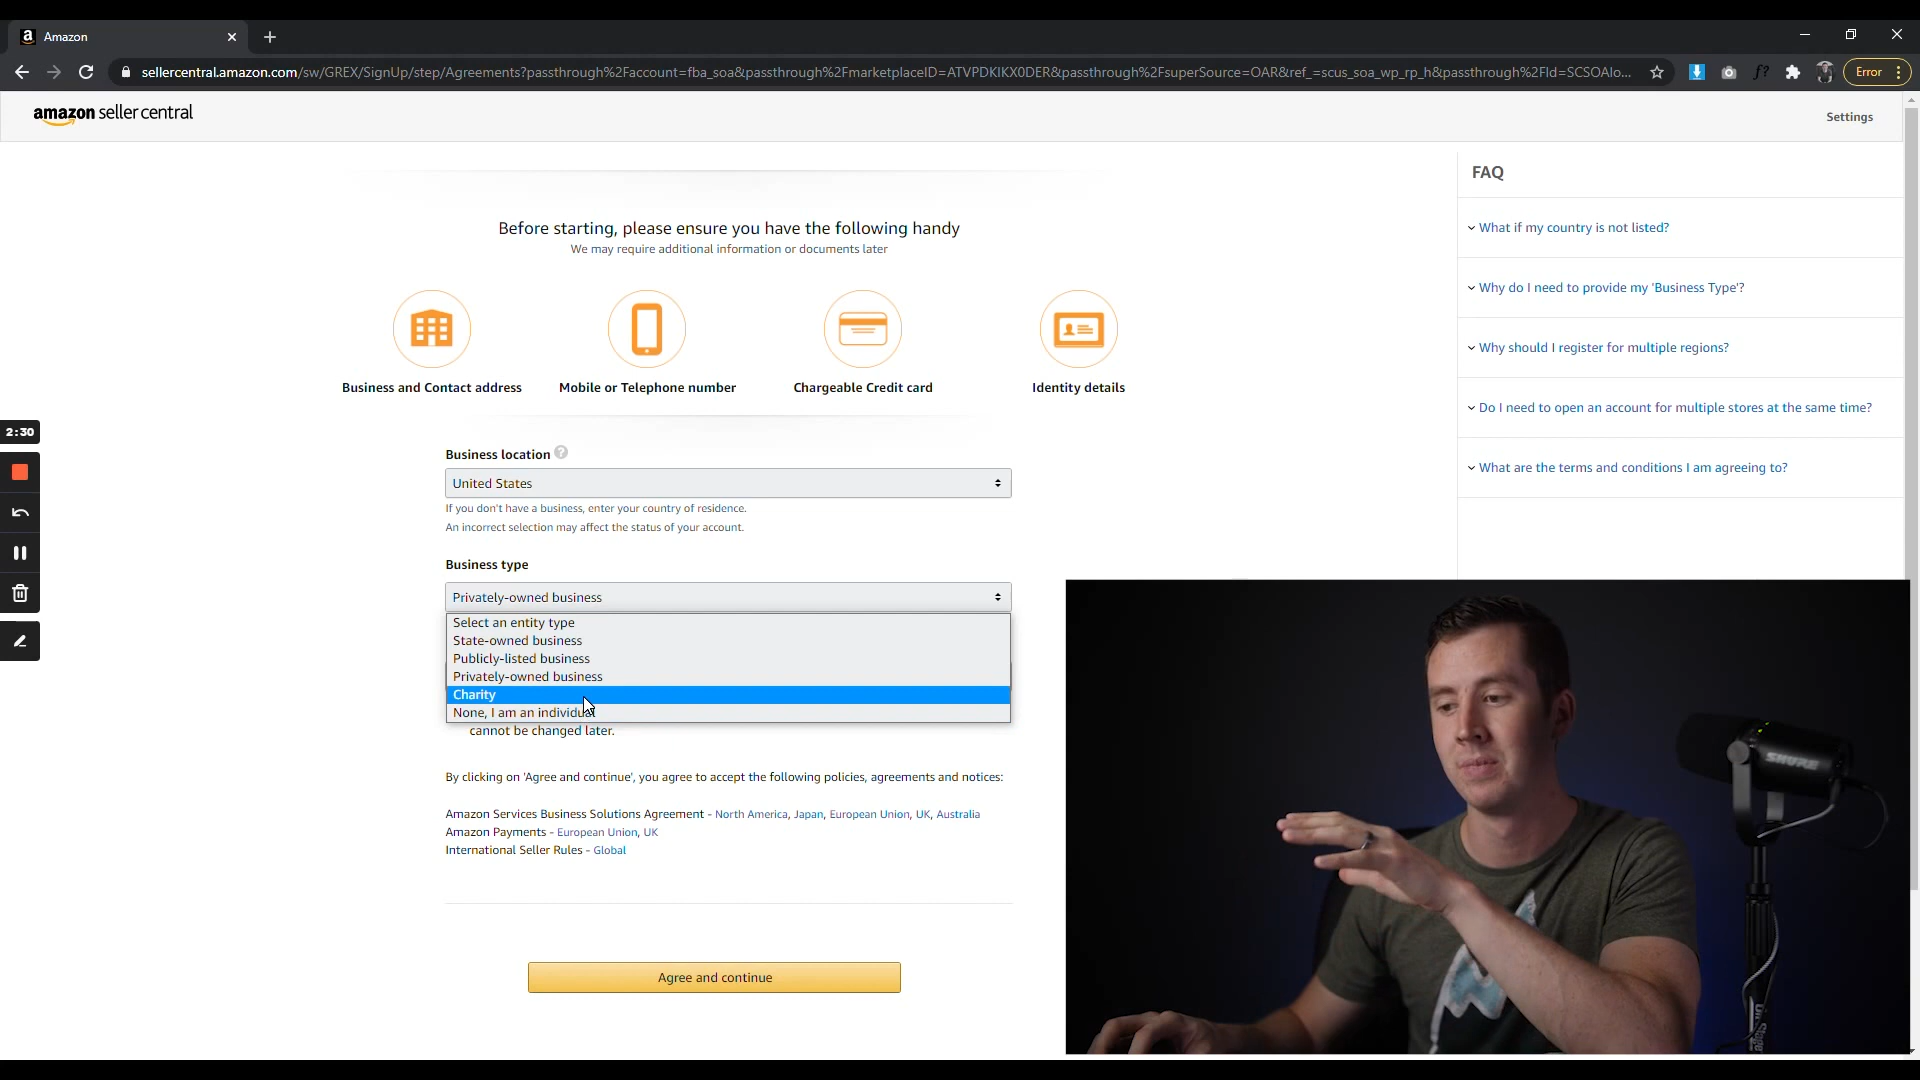 Amazon
sellercentral.amazon.com/sw/GREX/SignUp/step/Agreements?passthrough%2Faccount=fba_soa&passthrough%2FmarketplaceID=ATVPDKIKX0DER&passthrough%2FsuperSource=OAR&ref_=scus_soa_wp_rp_h&passthrough%2Fld=SCSOAlo...
f?
Error
amazon seller central
Settings
FAQ
What if my country is not listed?
Why do I need to provide my 'Business Type'?
Why should I register for multiple regions?
Do I need to open an account for multiple stores at the same time?
What are the terms and conditions I am agreeing to?
Before starting, please ensure you have the following handy
We may require additional information or documents later
Business and Contact address
Mobile or Telephone number
Chargeable Credit card
Identity details
2:30
Business location ?
United States
If you don't have a business, enter your country of residence.
An incorrect selection may affect the status of your account.
Business type
Privately-owned business
Select an entity type
State-owned business
Publicly-listed business
Privately-owned business
Charity
None, I am an individual
cannot be changed later.
By clicking on 'Agree and continue', you agree to accept the following policies, agreements and notices:
Amazon Services Business Solutions Agreement - North America, Japan, European Union, UK, Australia
Amazon Payments - European Union, UK
International Seller Rules - Global
Agree and continue
SHURE
On Stage